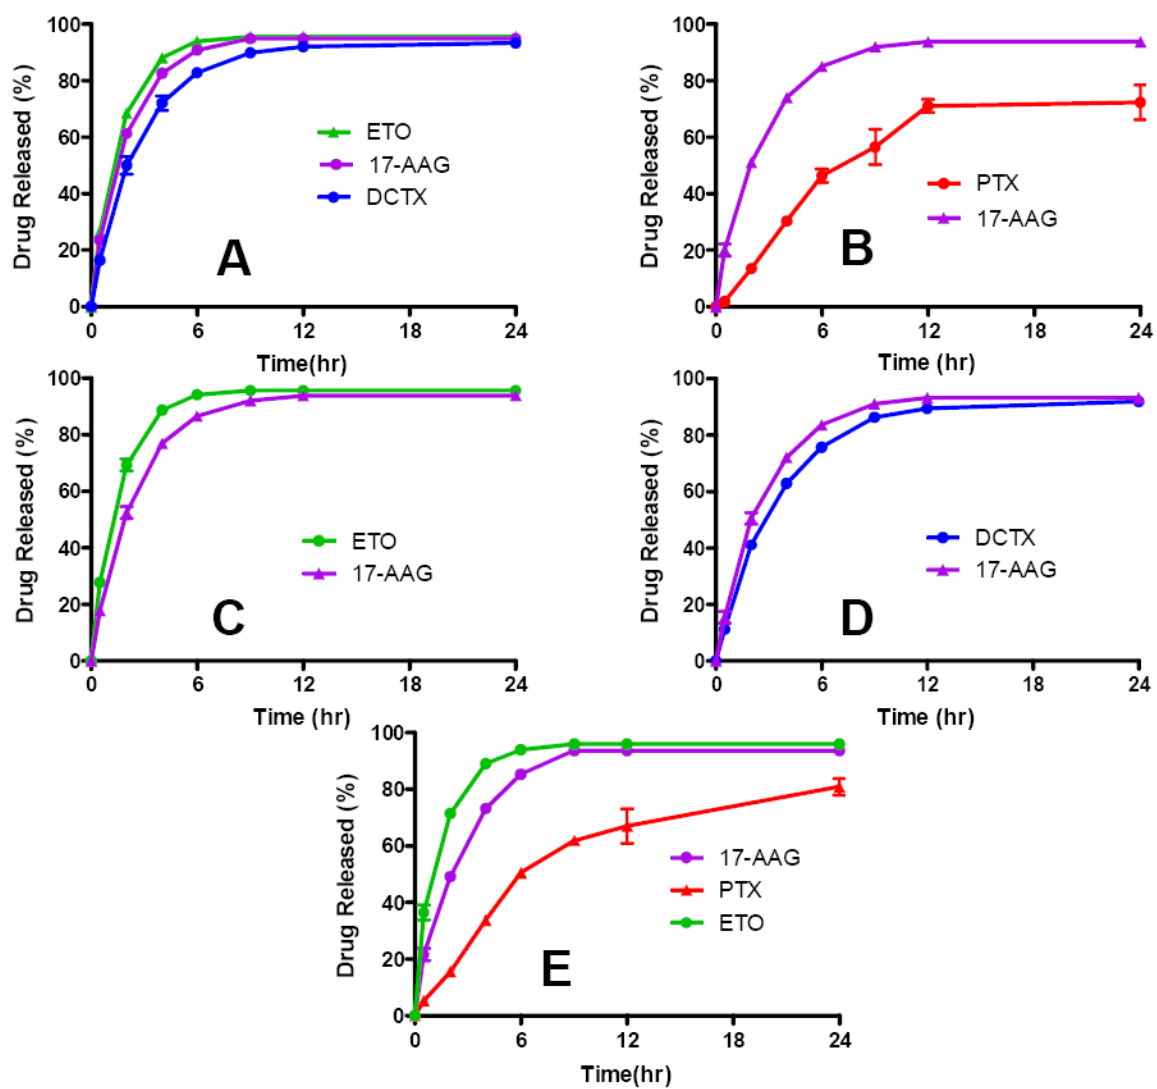 Drug Released (%)
100
80
60
40
20
0
ETO
17-AAG
DCTX
A
0 6 12 18 24
Time(hr)
Drug Released (%)
100
80
60
40
20
0
PTX
17-AAG
B
0 6 12 18 24
Time (hr)
Drug Released (%)
100
80
60
40
20
0
ETO
17-AAG
C
0 6 12 18 24
Time (hr)
Drug Released (%)
100
80
60
40
20
0
DCTX
17-AAG
D
0 6 12 18 24
Time (hr)
Drug Released (%)
100
80
60
40
20
0
17-AAG
PTX
ETO
E
0 6 12 18 24
Time(hr)